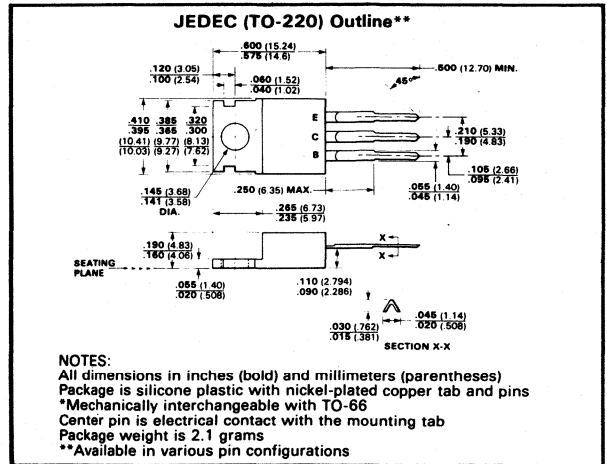 JEDEC (TO-220) Outline**
.600 (15.24)
.575 (14.6)
.120 (3.05)
.100 (2.54)
.060 (1.52)
.040 (1.02)
.500 (12.70) MIN.
45°
.410 .385 .320
.395 .365 .300
(10.41) (9.77) (8.13)
(10.03) (9.27) (7.62)
E
C
B
.210 (5.33)
.190 (4.83)
.105 (2.66)
.095 (2.41)
.145 (3.68)
.141 (3.58)
DIA.
.250 (6.35) MAX.
.055 (1.40)
.045 (1.14)
.265 (6.73)
.235 (5.97)
.190 (4.83)
.160 (4.06)
SEATING
PLANE
X
X
.055 (1.40)
.020 (.508)
.110 (2.794)
.090 (2.286)
.030 (.762)
.015 (.381)
.045 (1.14)
.020 (.508)
SECTION X-X
NOTES:
All dimensions in inches (bold) and millimeters (parentheses)
Package is silicone plastic with nickel-plated copper tab and pins
*Mechanically interchangeable with TO-66
Center pin is electrical contact with the mounting tab
Package weight is 2.1 grams
**Available in various pin configurations